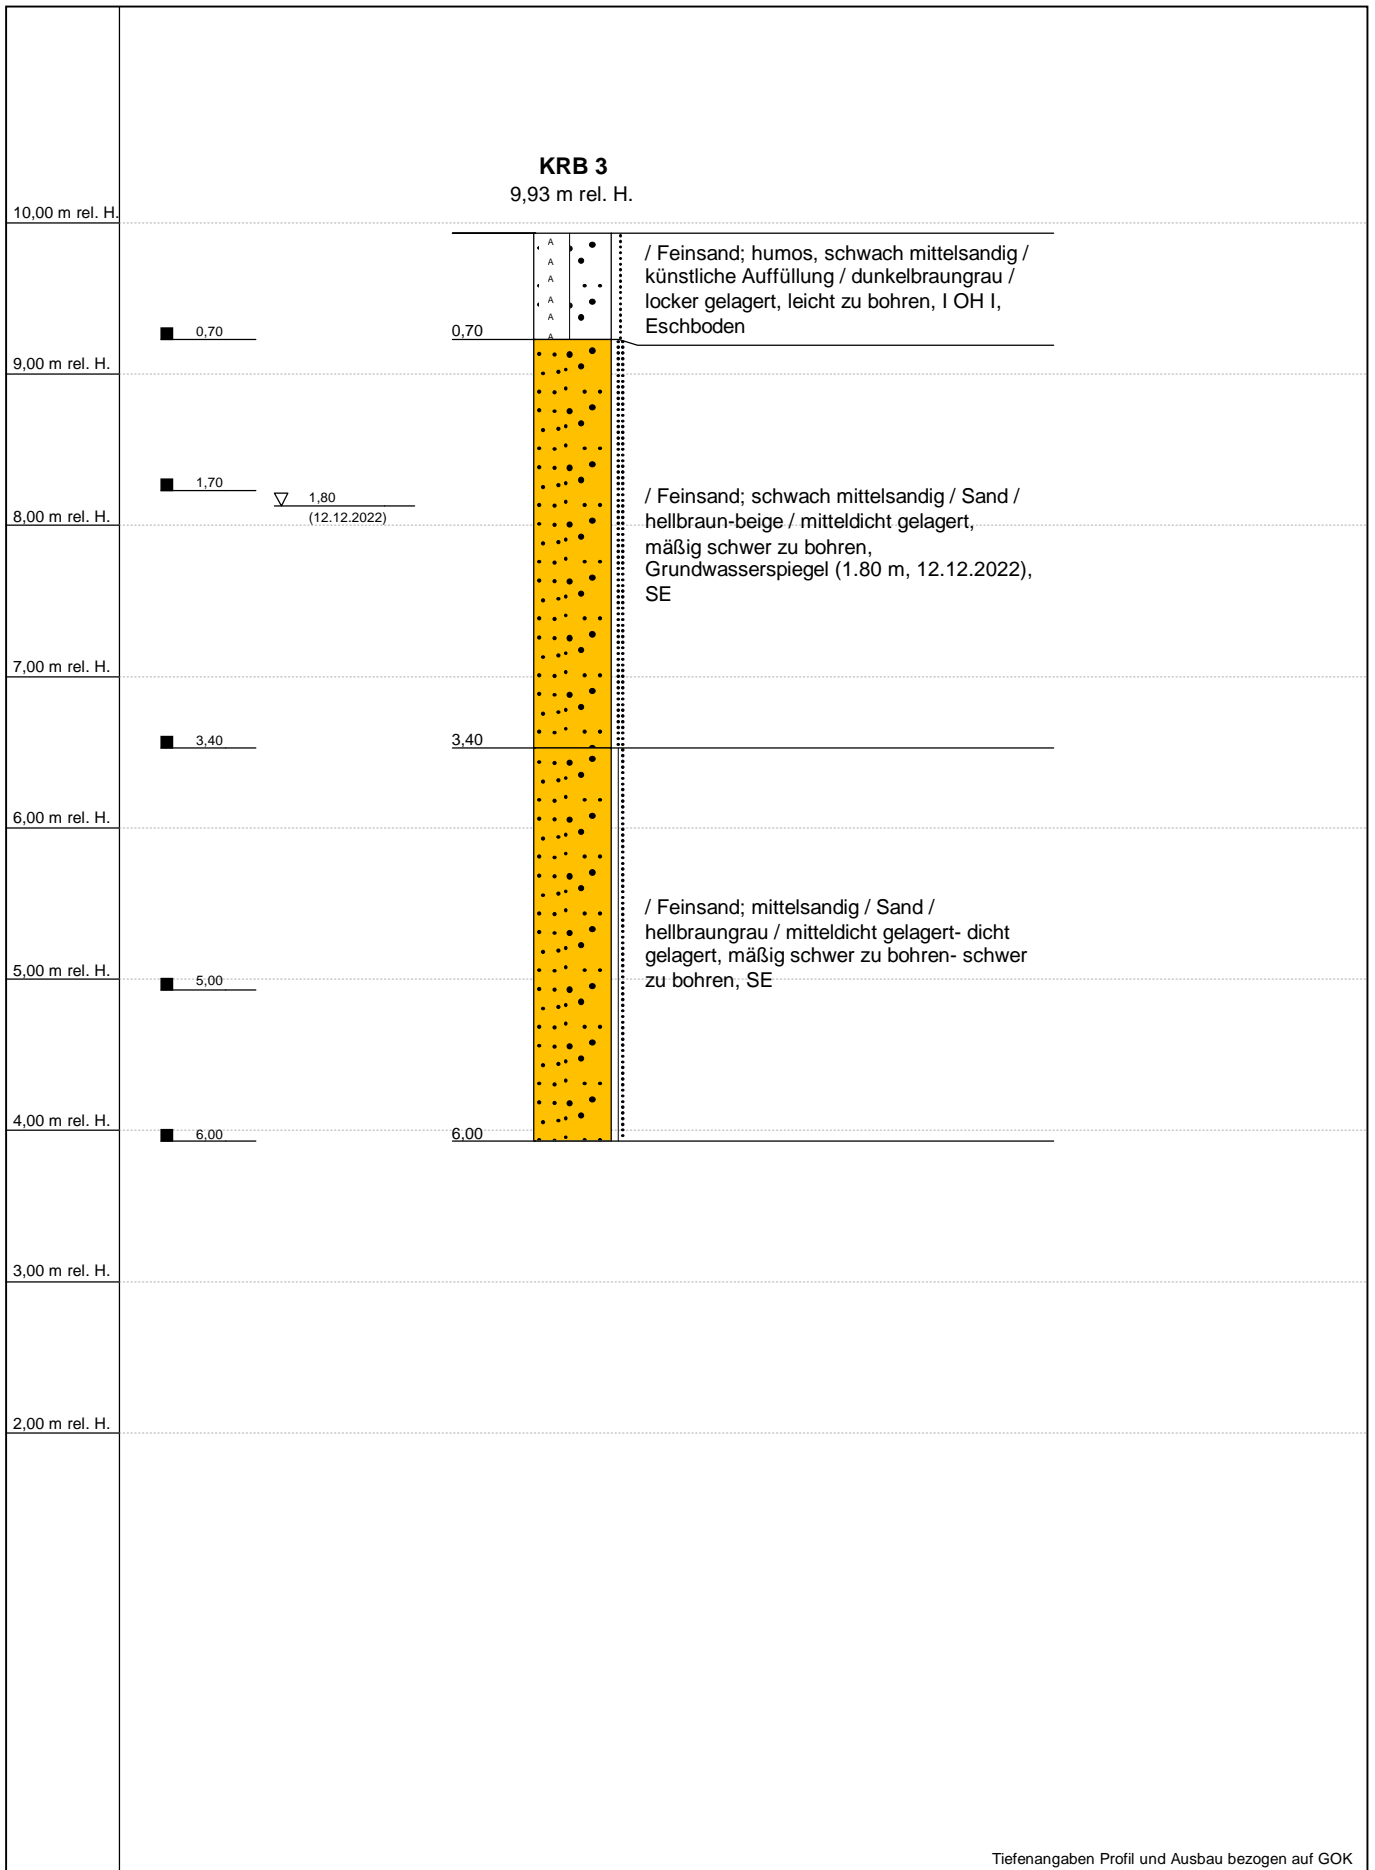 KRB 3
9,93 m rel. H.
10,00 m rel. H.
A
/ Feinsand; humos, schwach mittelsandig /
A
künstliche Auffüllung / dunkelbraungrau /
A
locker gelagert, leicht zu bohren, I OH I,
A
A
Eschboden
A
0,70
0,70
9,00 m rel. H.
1,70
1,80
(12.12.2022)
8,00 m rel. H.
/ Feinsand; schwach mittelsandig / Sand /
hellbraun-beige / mitteldicht gelagert,
mäßig schwer zu bohren,
Grundwasserspiegel (1.80 m, 12.12.2022),
SE
7,00 m rel. H.
3,40
3,40
6,00 m rel. H.
/ Feinsand; mittelsandig / Sand /
hellbraungrau / mitteldicht gelagert- dicht
gelagert, mäßig schwer zu bohren- schwer
zu bohren, SE
5,00 m rel. H.
5,00
4,00 m rel. H.
6,00
6,00
3,00 m rel. H.
2,00 m rel. H.
Tiefenangaben Profil und Ausbau bezogen auf GOK